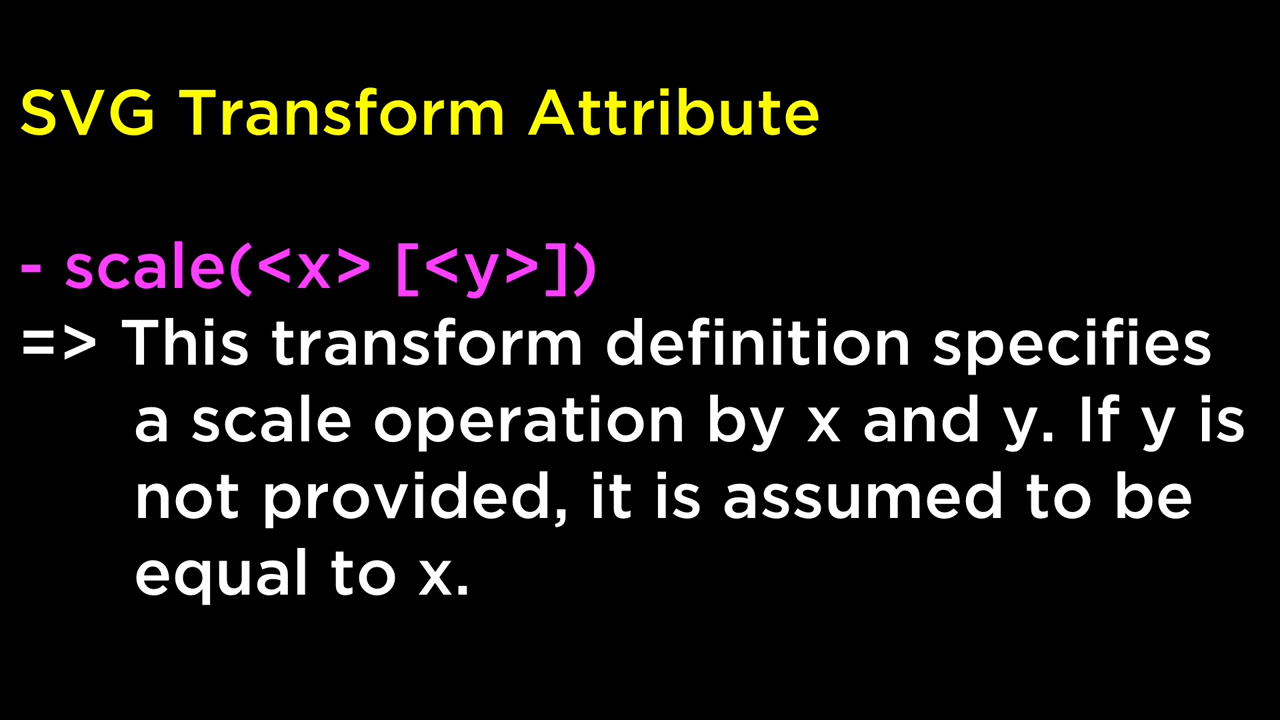 SVG Transform Attribute
- scale(<x> [<y>])
=> This transform definition specifies
a scale operation by x and y. If y is
not provided, it is assumed to be
equal to x.